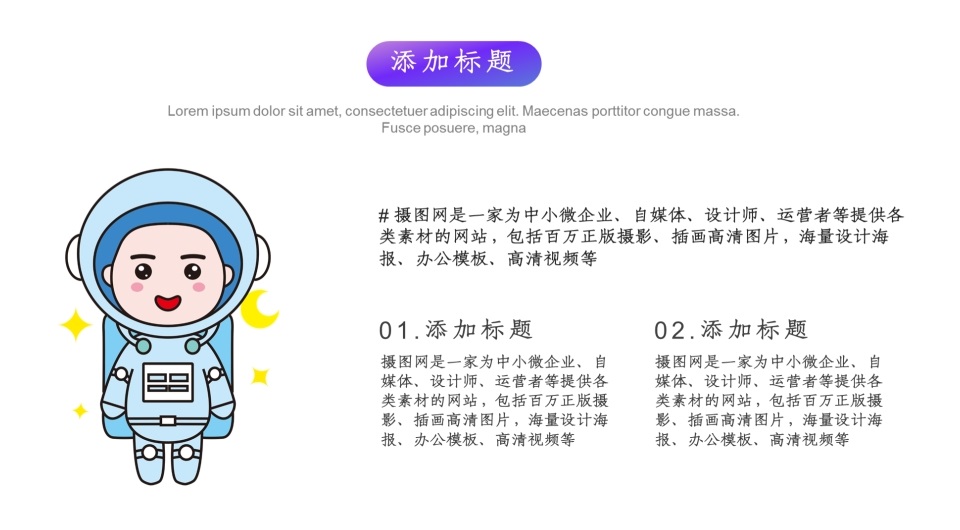 添加标题
Lorem ipsum dolor sit amet, consectetuer adipiscing elit. Maecenas porttitor congue massa.
Fusce posuere, magna
# 摄图网是一家为中小微企业、自媒体、设计师、运营者等提供各
类素材的网站，包括百万正版摄影、插画高清图片，海量设计海
报、办公模板、高清视频等
01.添加标题
摄图网是一家为中小微企业、自
媒体、设计师、运营者等提供各
类素材的网站，包括百万正版摄
影、插画高清图片，海量设计海
报、办公模板、高清视频等
02.添加标题
摄图网是一家为中小微企业、自
媒体、设计师、运营者等提供各
类素材的网站，包括百万正版摄
影、插画高清图片，海量设计海
报、办公模板、高清视频等